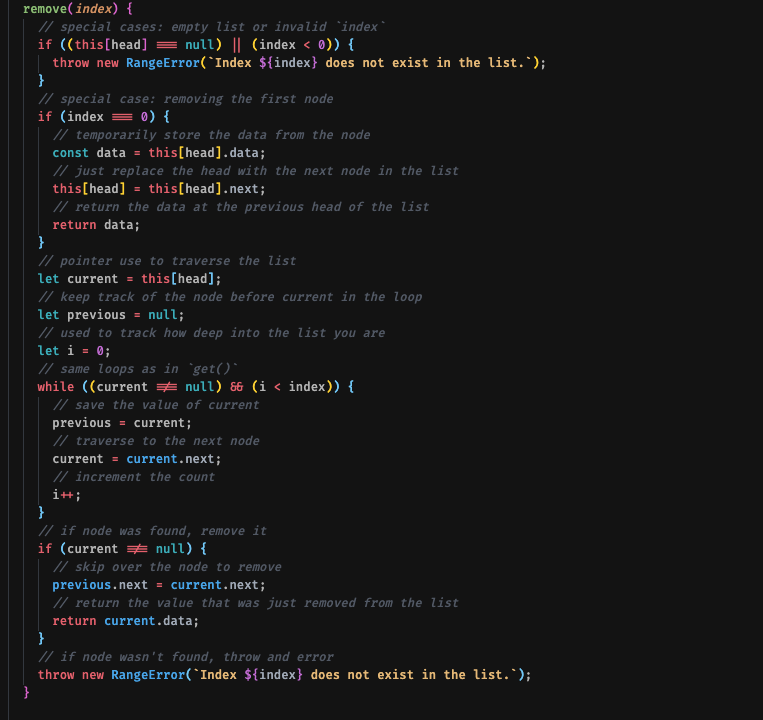 remove(index) {
// special cases: empty list or invalid `index`
if ((this[head] === null) || (index < 0)) {
throw new RangeError(`Index ${index} does not exist in the list.`);
}
// special case: removing the first node
if (index === 0) {
// temporarily store the data from the node
const data = this[head].data;
// just replace the head with the next node in the list
this[head] = this[head].next;
// return the data at the previous head of the list
return data;
}
// pointer use to traverse the list
let current = this[head];
// keep track of the node before current in the loop
let previous = null;
// used to track how deep into the list you are
let i = 0;
// same loops as in `get()`
while ((current !== null) && (i < index)) {
// save the value of current
previous = current;
// traverse to the next node
current = current.next;
// increment the count
i++;
}
// if node was found, remove it
if (current !== null) {
// skip over the node to remove
previous.next = current.next;
// return the value that was just removed from the list
return current.data;
}
// if node wasn't found, throw and error
throw new RangeError(`Index ${index} does not exist in the list.`);
}